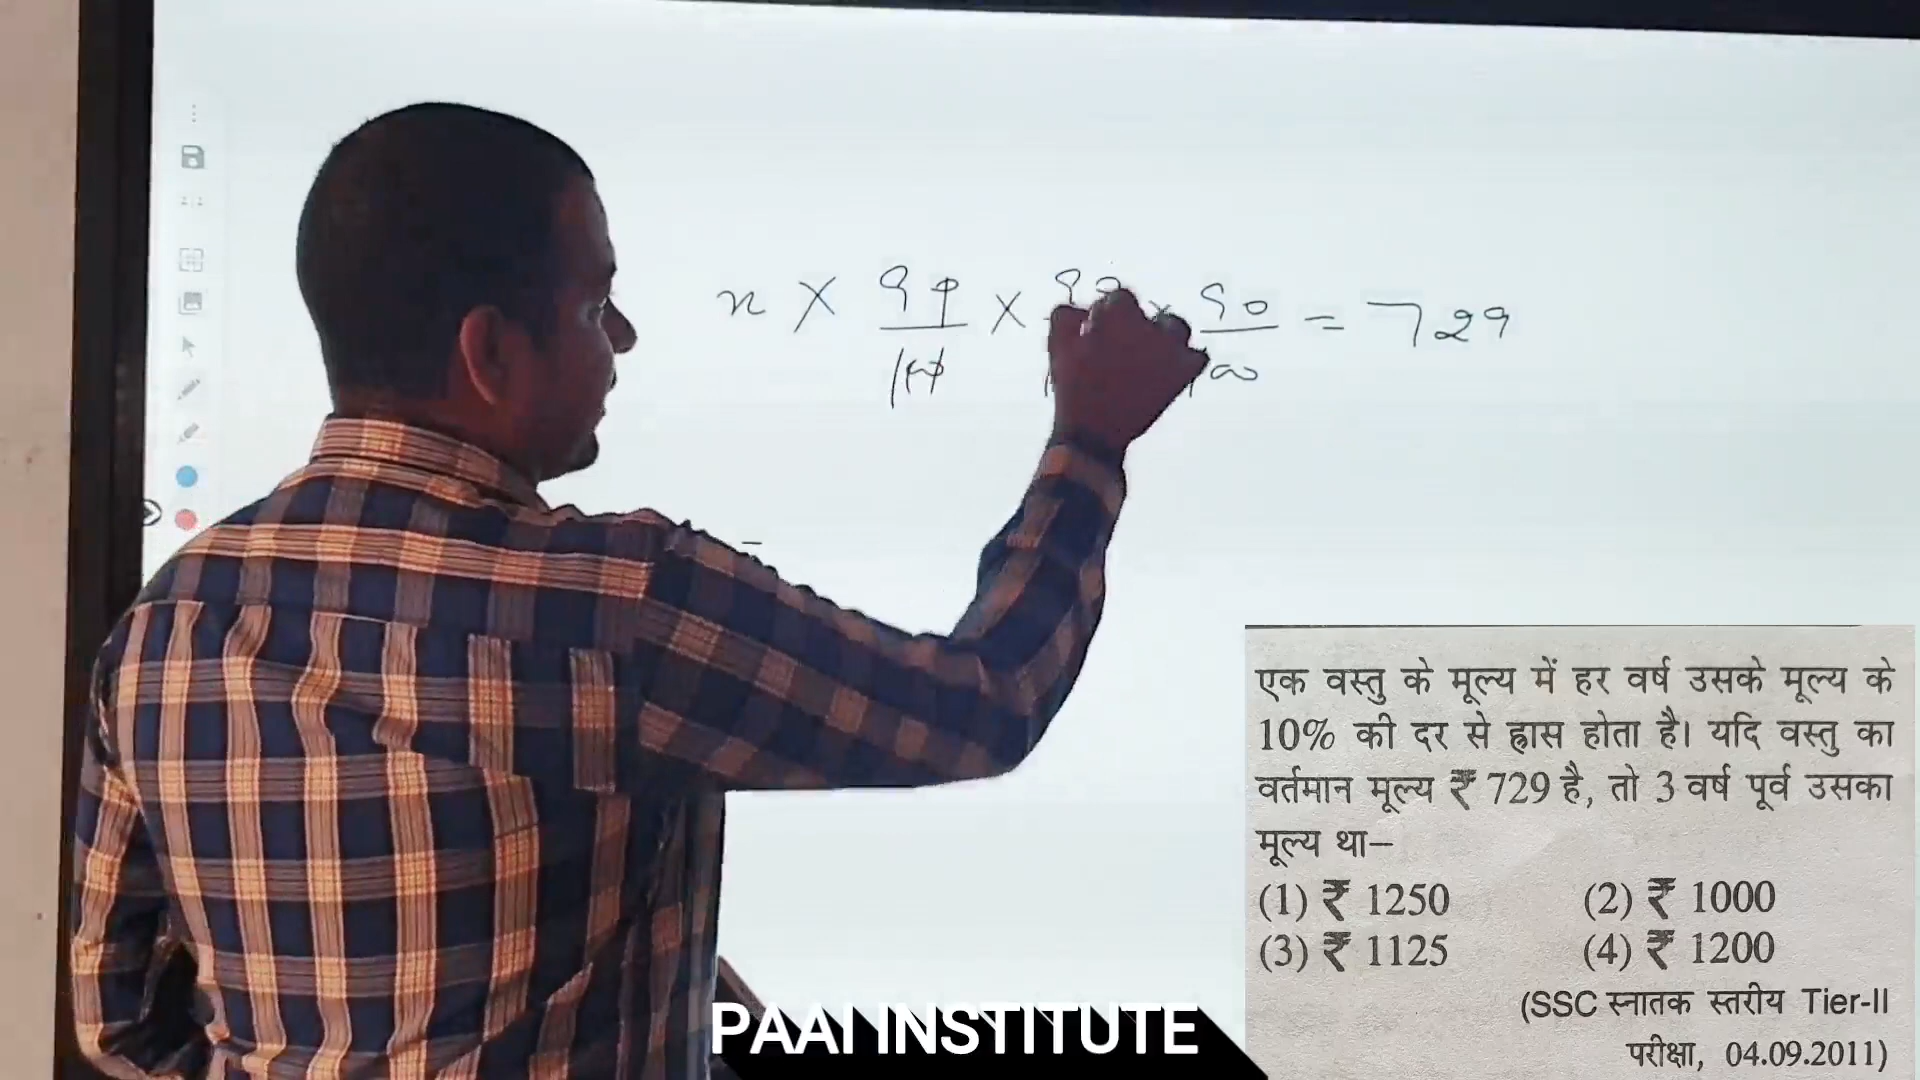 x × 90/100 × 90 × 90/100 = 729
एक वस्तु के मूल्य में हर वर्ष उसके मूल्य के
10% की दर से ह्रास होता है। यदि वस्तु का
वर्तमान मूल्य ₹ 729 है, तो 3 वर्ष पूर्व उसका
मूल्य था–
(1) ₹ 1250 (2) ₹ 1000
(3) ₹ 1125 (4) ₹ 1200
(SSC स्नातक स्तरीय Tier-II
परीक्षा, 04.09.2011)
PAAI INSTITUTE